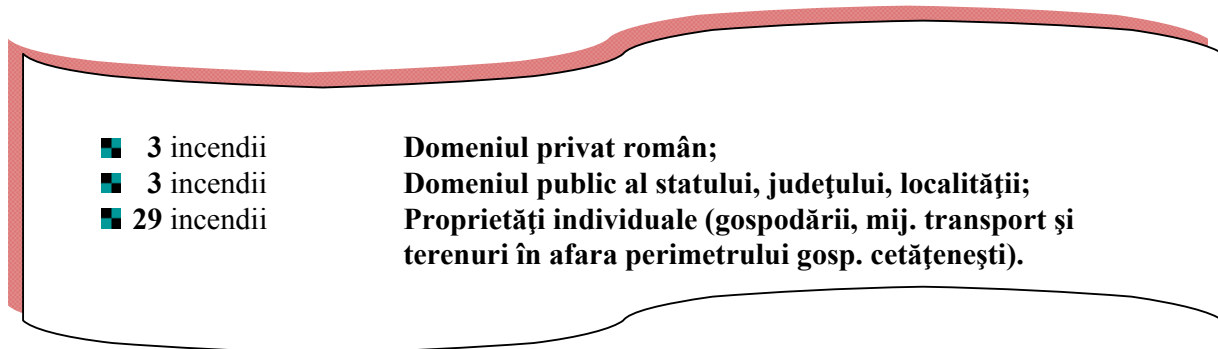 3 incendii Domeniul privat român;
3 incendii Domeniul public al statului, judeţului, localităţii;
29 incendii Proprietăţi individuale (gospodării, mij. transport şi
terenuri în afara perimetrului gosp. cetăţeneşti).